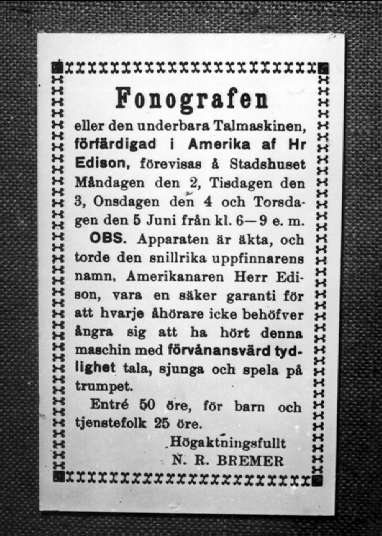 Fonografen
eller den underbara Talmaskinen,
förfärdigad i Amerika af Hr
Edison, förevisas å Stadshuset
Måndagen den 2, Tisdagen den
3, Onsdagen den 4 och Torsda-
gen den 5 Juni från kl. 6—9 e. m.
OBS. Apparaten är äkta, och
torde den snillrika uppfinnarens
namn, Amerikanaren Herr Edi-
son, vara en säker garanti för
att hvarje åhörare icke behöfver
ångra sig att ha hört denna
maschin med förvånansvärd tyd-
lighet tala, sjunga och spela på
trumpet.
Entré 50 öre, för barn och
tjenstefolk 25 öre.
Högaktningsfullt
N. R. BREMER